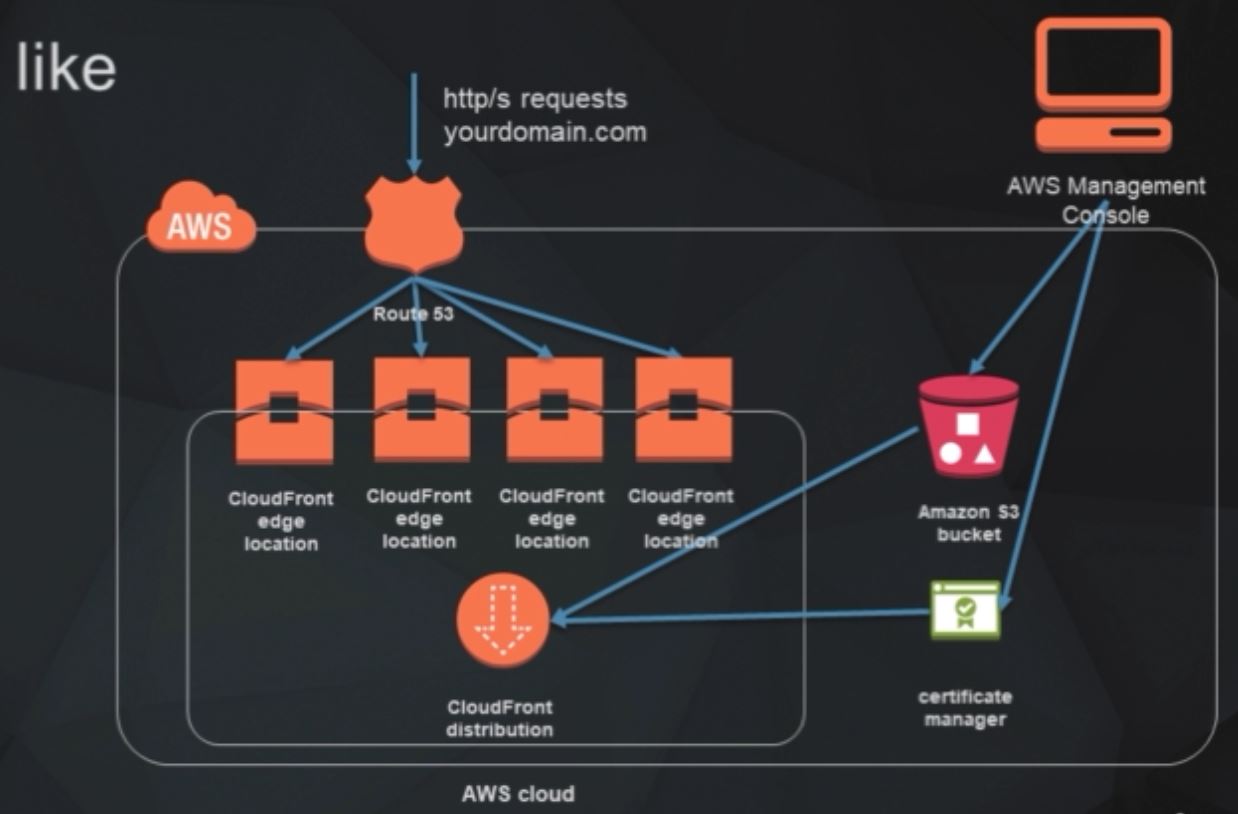 like
http/s requests
yourdomain.com
AWS Management
Console
AWS
Route 53
CloudFront
edge
location
CloudFront
edge
location
CloudFront
edge
location
CloudFront
edge
location
Amazon S3
bucket
CloudFront
distribution
certificate
manager
AWS cloud